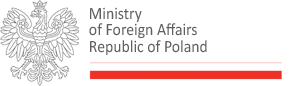 Ministry
of Foreign Affairs
Republic of Poland